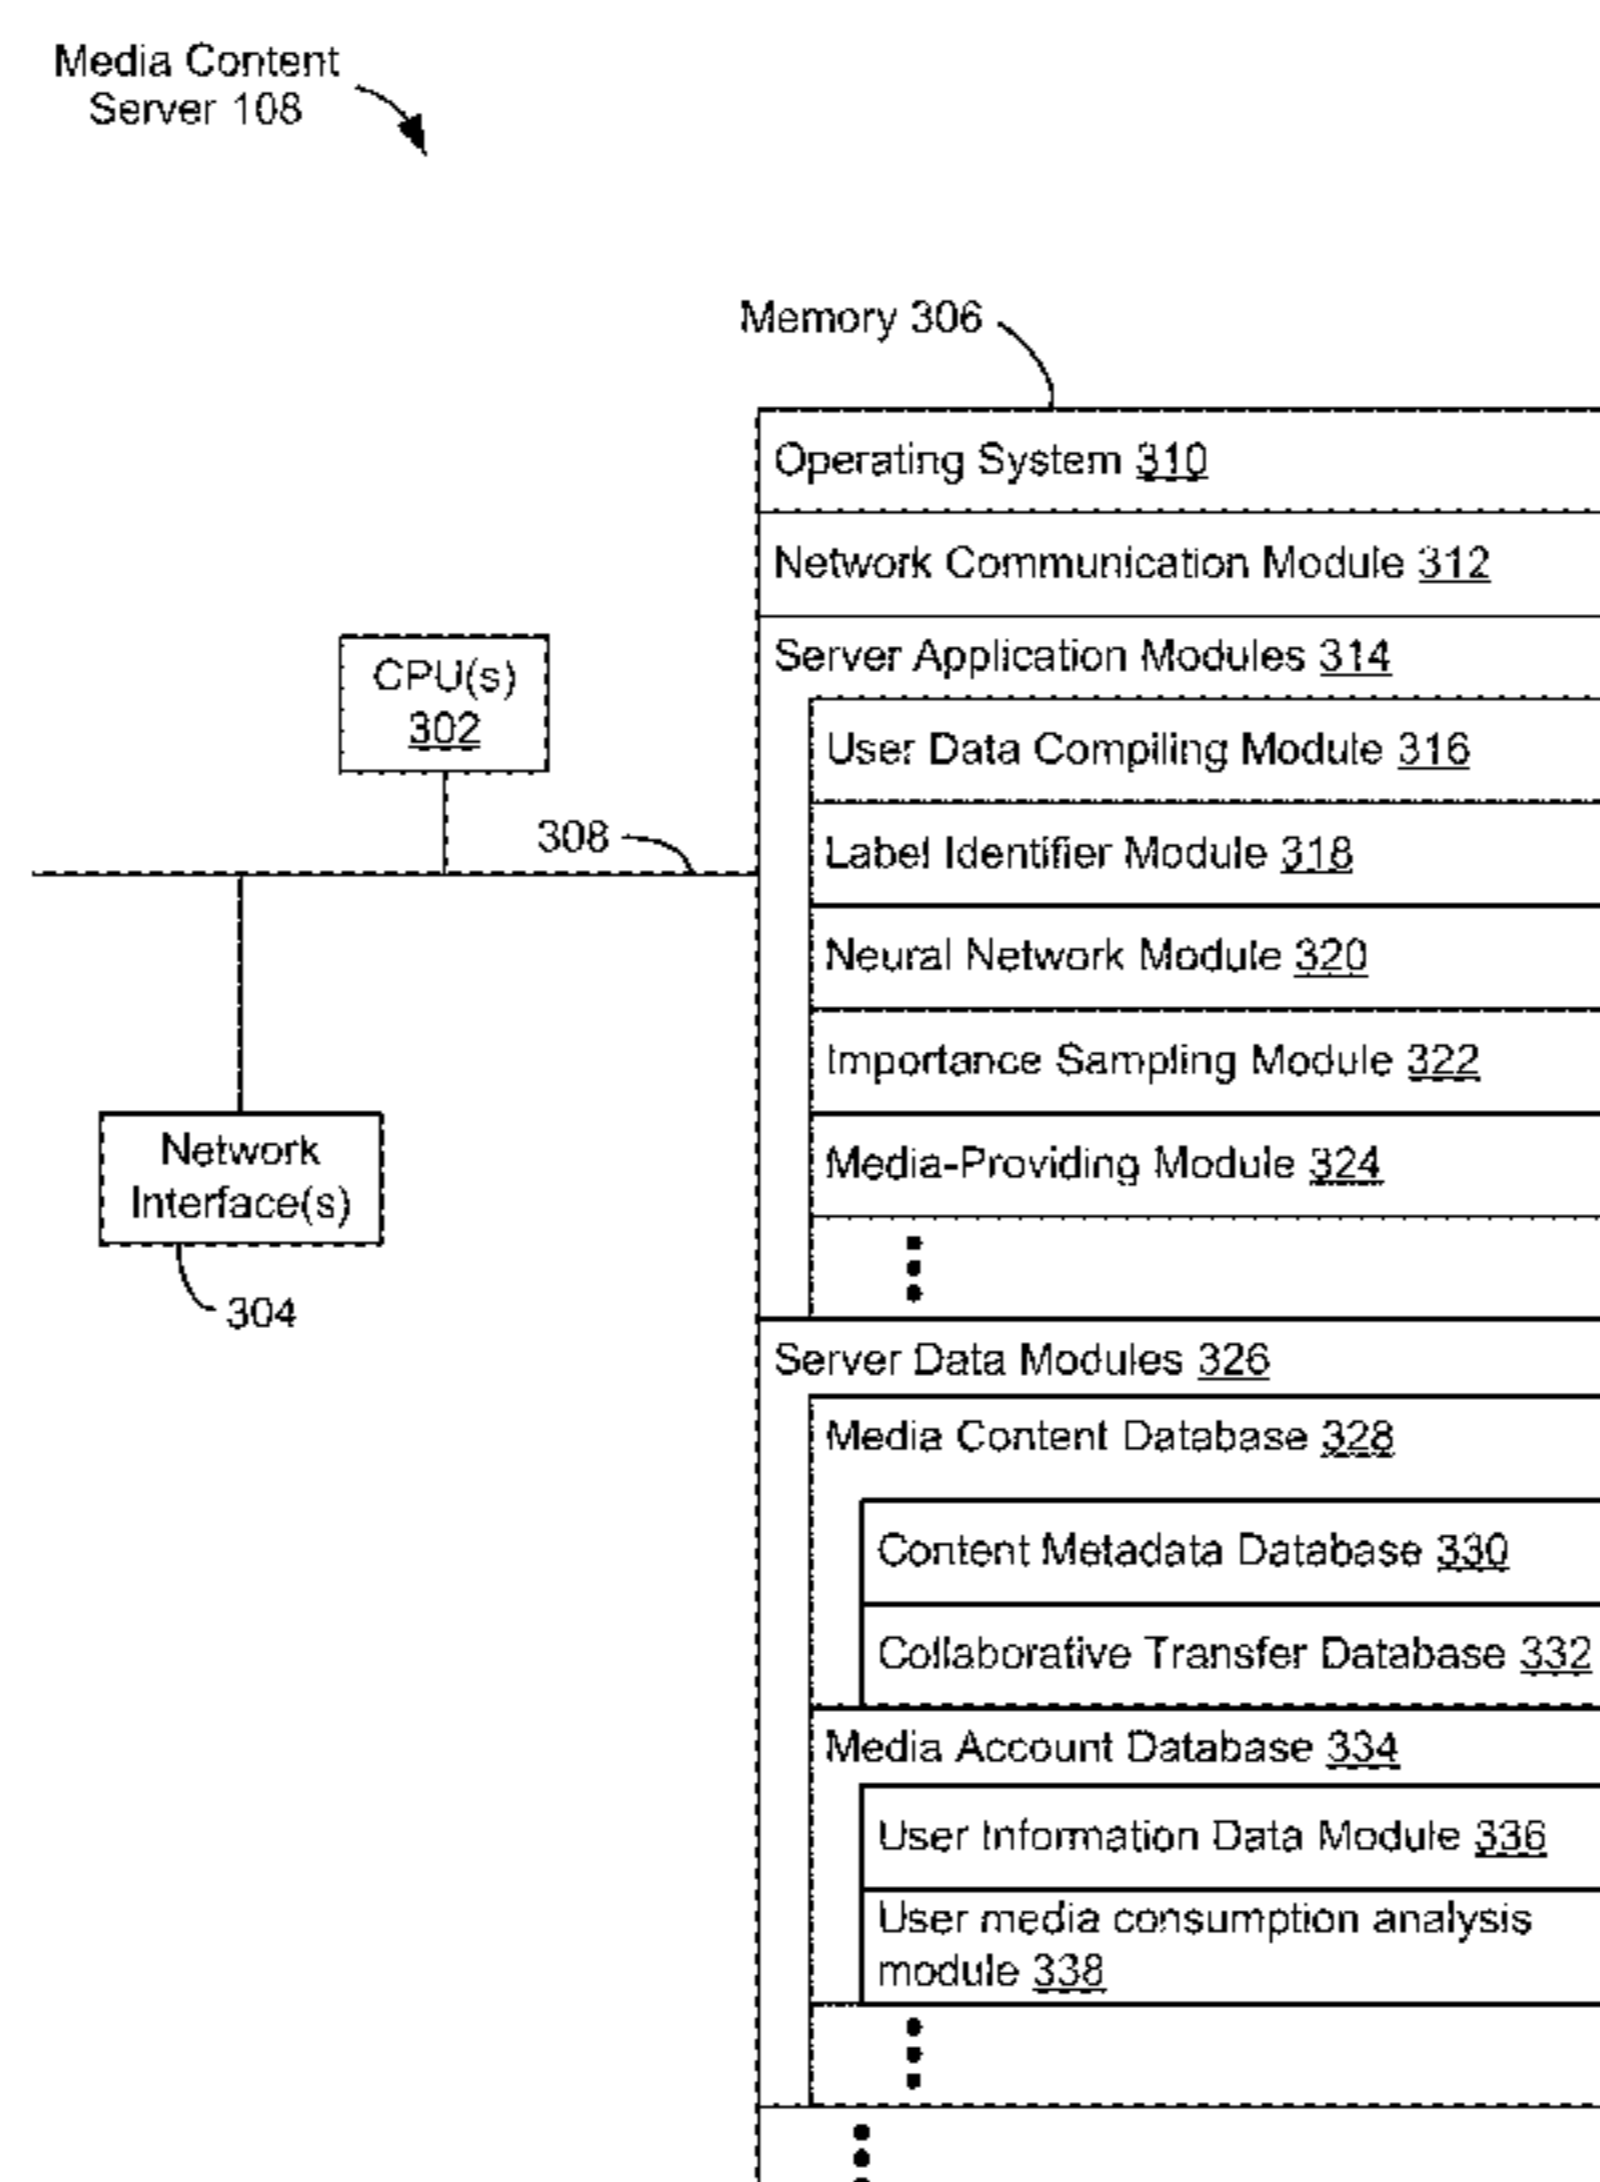 Media Content
Server 108
Memory 306
Operating System 310
Network Communication Module 312
Server Application Modules 314
CPU(s)
302
User Data Compiling Module 316
308
Label Identifier Module 318
Neural Network Module 320
Importance Sampling Module 322
Network
Interface(s)
Media-Providing Module 324
304
Server Data Modules 326
Media Content Database 328
Content Metadata Database 330
Collaborative Transfer Database 332
Media Account Database 334
User Information Data Module 336
User media consumption analysis
module 338